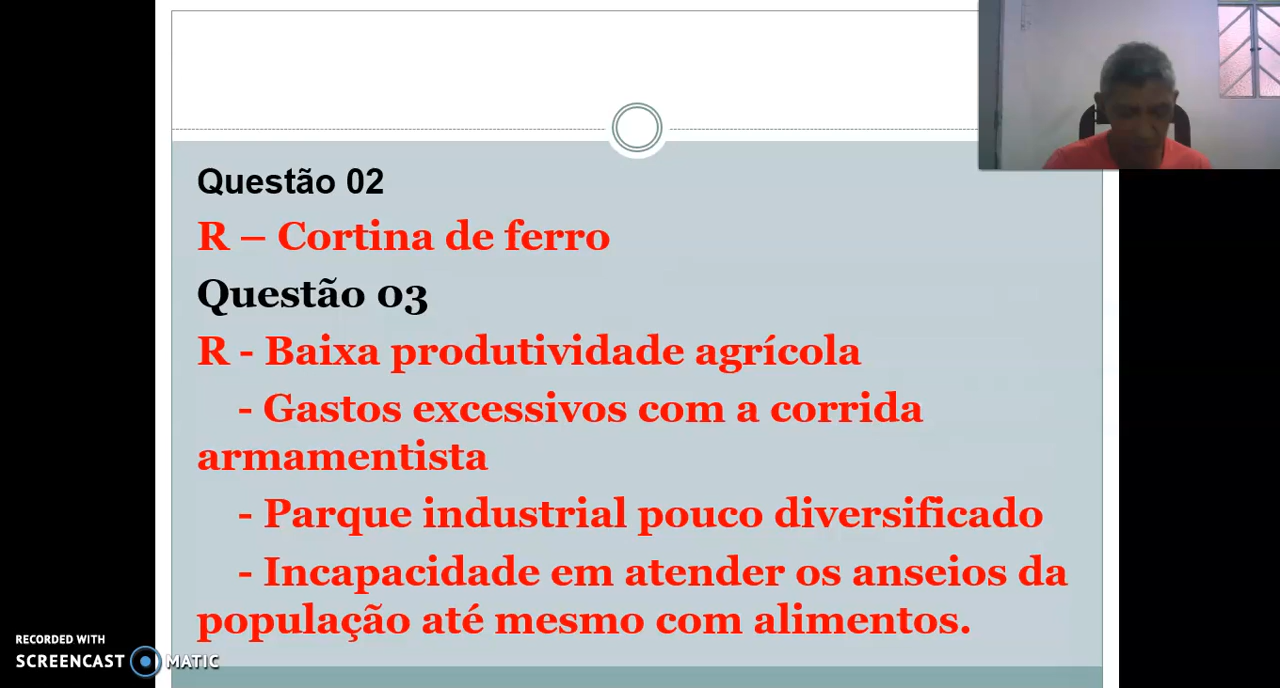 Questão 02
R – Cortina de ferro
Questão 03
R - Baixa produtividade agrícola
- Gastos excessivos com a corrida
armamentista
- Parque industrial pouco diversificado
- Incapacidade em atender os anseios da
população até mesmo com alimentos.
RECORDED WITH
SCREENCAST MATIC